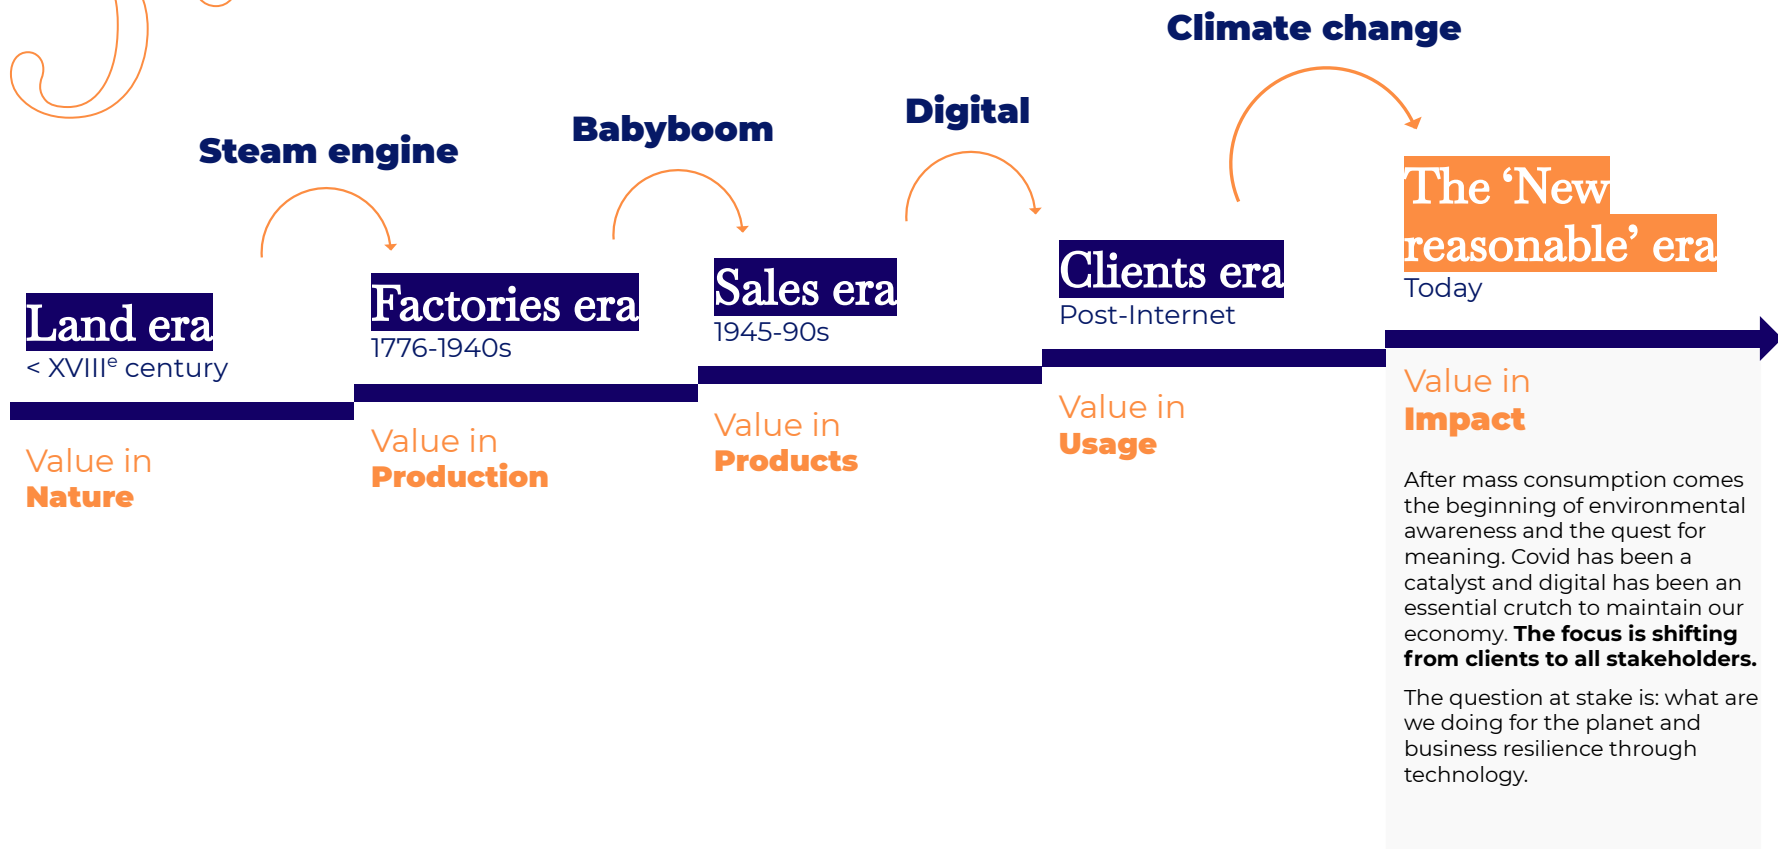 Climate change
Digital
Babyboom
Steam engine
Land era
< XVIIIe century
Value in
Nature
Factories era
1776-1940s
Value in
Production
Sales era
1945-90s
Value in
Products
Clients era
Post-Internet
Value in
Usage
The ‘New
reasonable’ era
Today
Value in
Impact
After mass consumption comes
the beginning of environmental
awareness and the quest for
meaning. Covid has been a
catalyst and digital has been an
essential crutch to maintain our
economy. The focus is shifting
from clients to all stakeholders.
The question at stake is: what are
we doing for the planet and
business resilience through
technology.